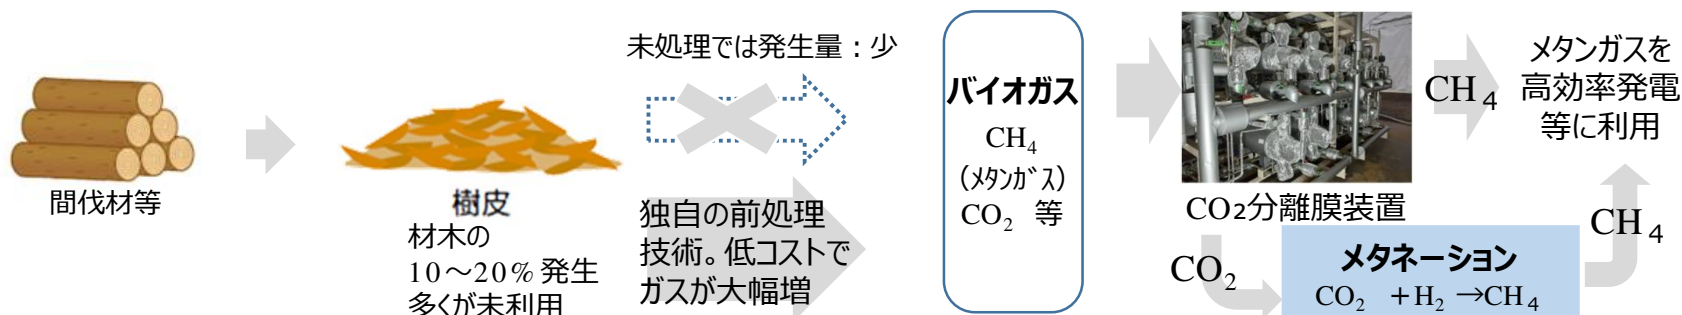 間伐材等
樹皮
材木の
10～20% 発生
多くが未利用
未処理では発生量：少
独自の前処理
技術。低コストで
ガスが大幅増
バイオガス
CH₄
（ﾒﾀﾝｶﾞｽ）
CO₂ 等
CO₂分離膜装置
CH₄
メタンガスを
高効率発電
等に利用
CO₂
メタネーション
CO₂ +H₂ →CH₄
CH₄